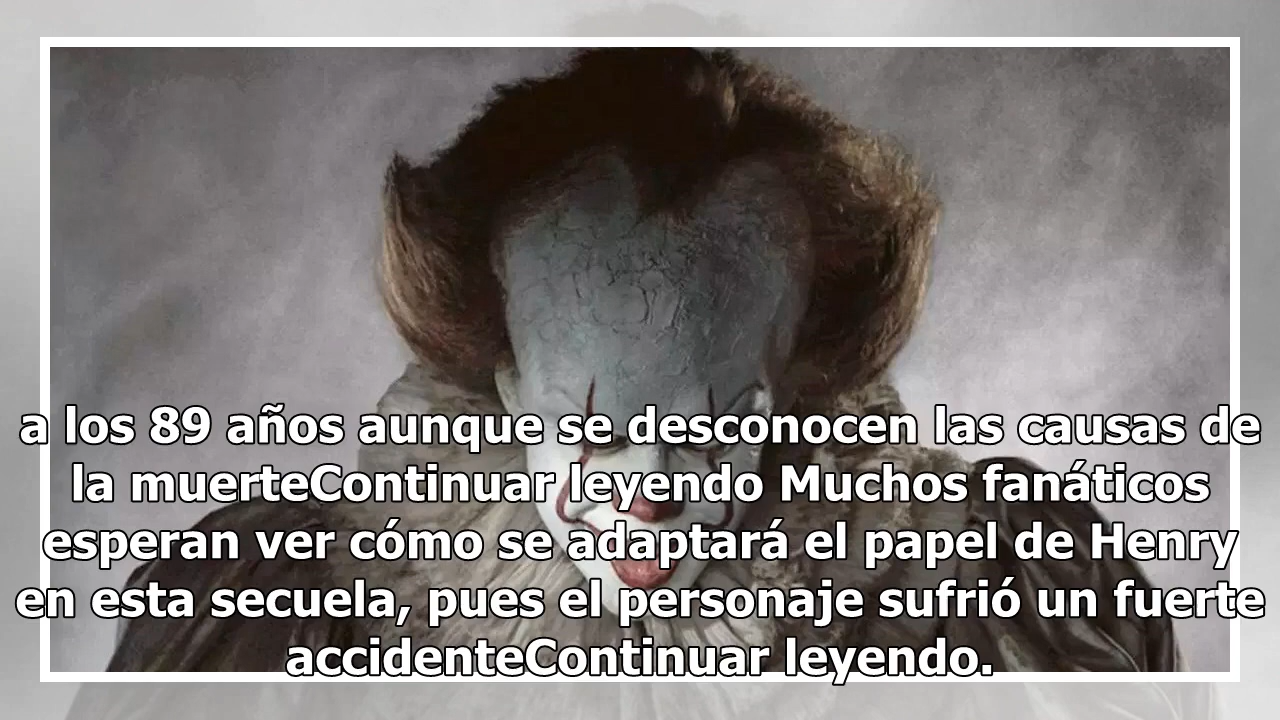 a los 89 años aunque se desconocen las causas de
la muerteContinuar leyendo Muchos fanáticos
esperan ver cómo se adaptará el papel de Henry
en esta secuela, pues el personaje sufrió un fuerte
accidenteContinuar leyendo.